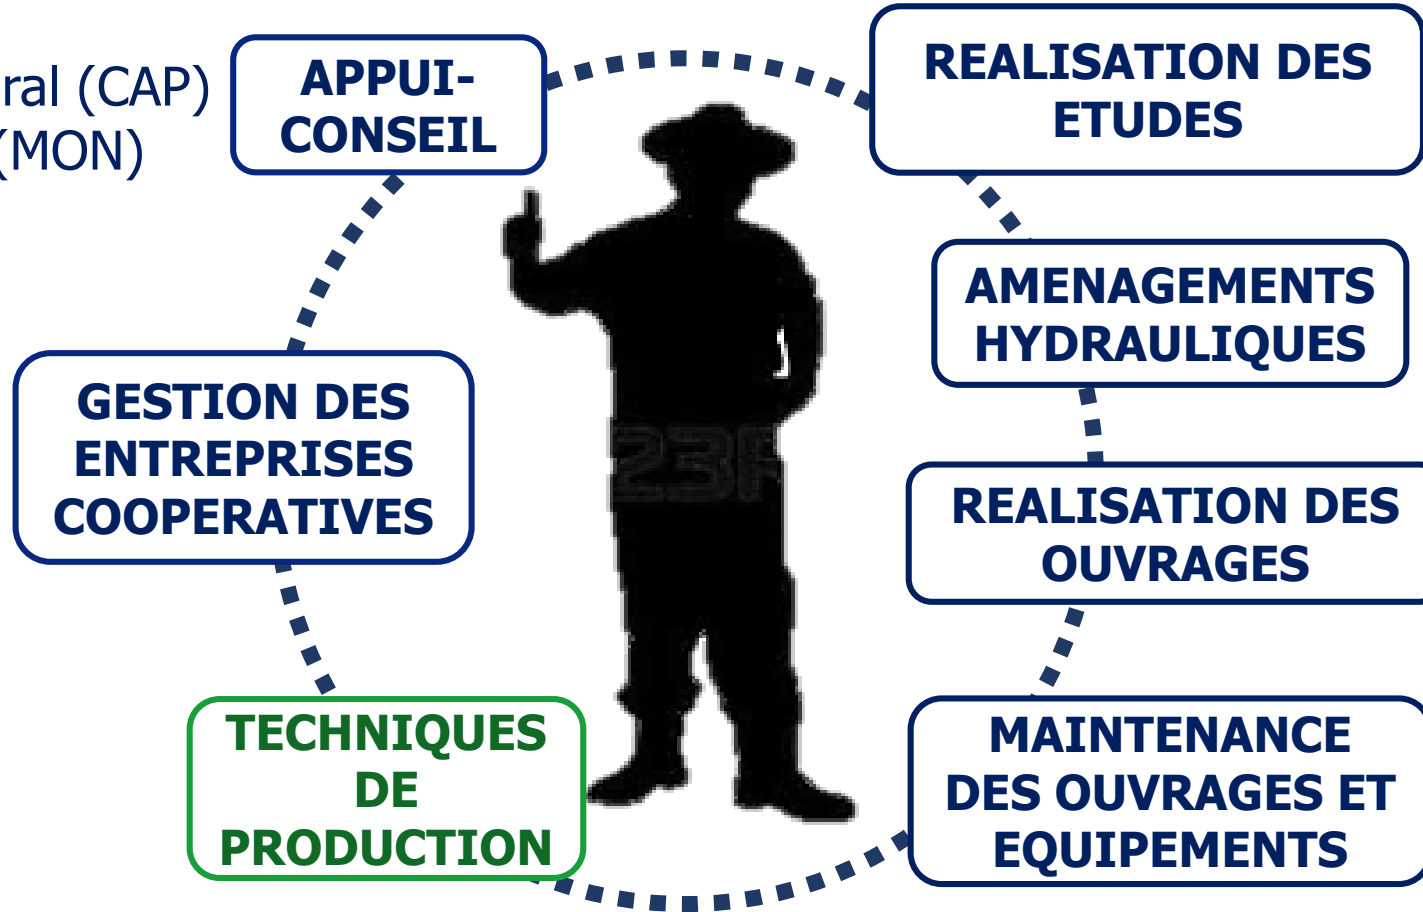 (CAP)
(MON)
APPUI-
CONSEIL
REALISATION DES
ETUDES
AMENAGEMENTS
HYDRAULIQUES
GESTION DES
ENTREPRISES
COOPERATIVES
REALISATION DES
OUVRAGES
TECHNIQUES
DE
PRODUCTION
MAINTENANCE
DES OUVRAGES ET
EQUIPEMENTS